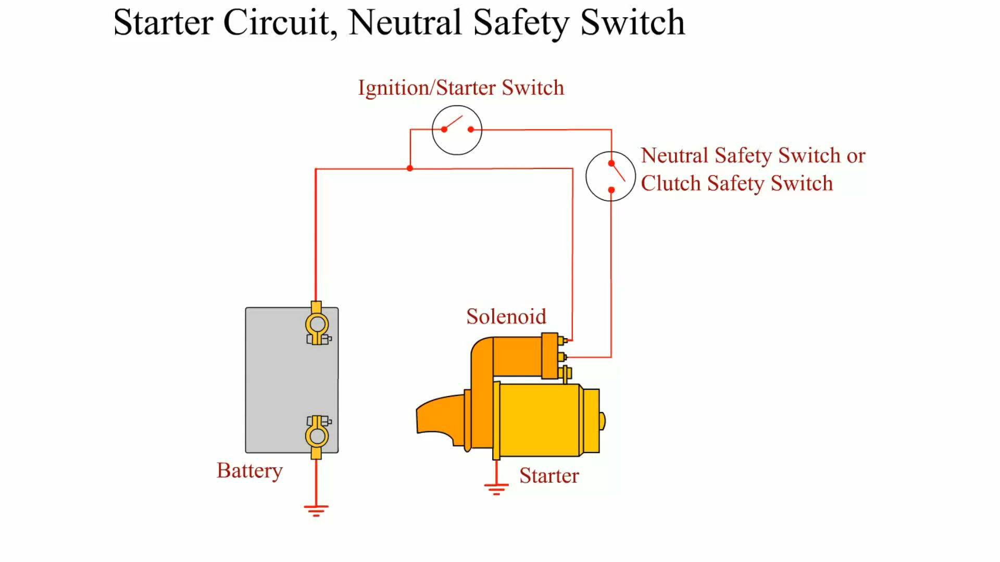 Starter Circuit, Neutral Safety Switch
Ignition/Starter Switch
Neutral Safety Switch or
Clutch Safety Switch
Solenoid
Battery
Starter